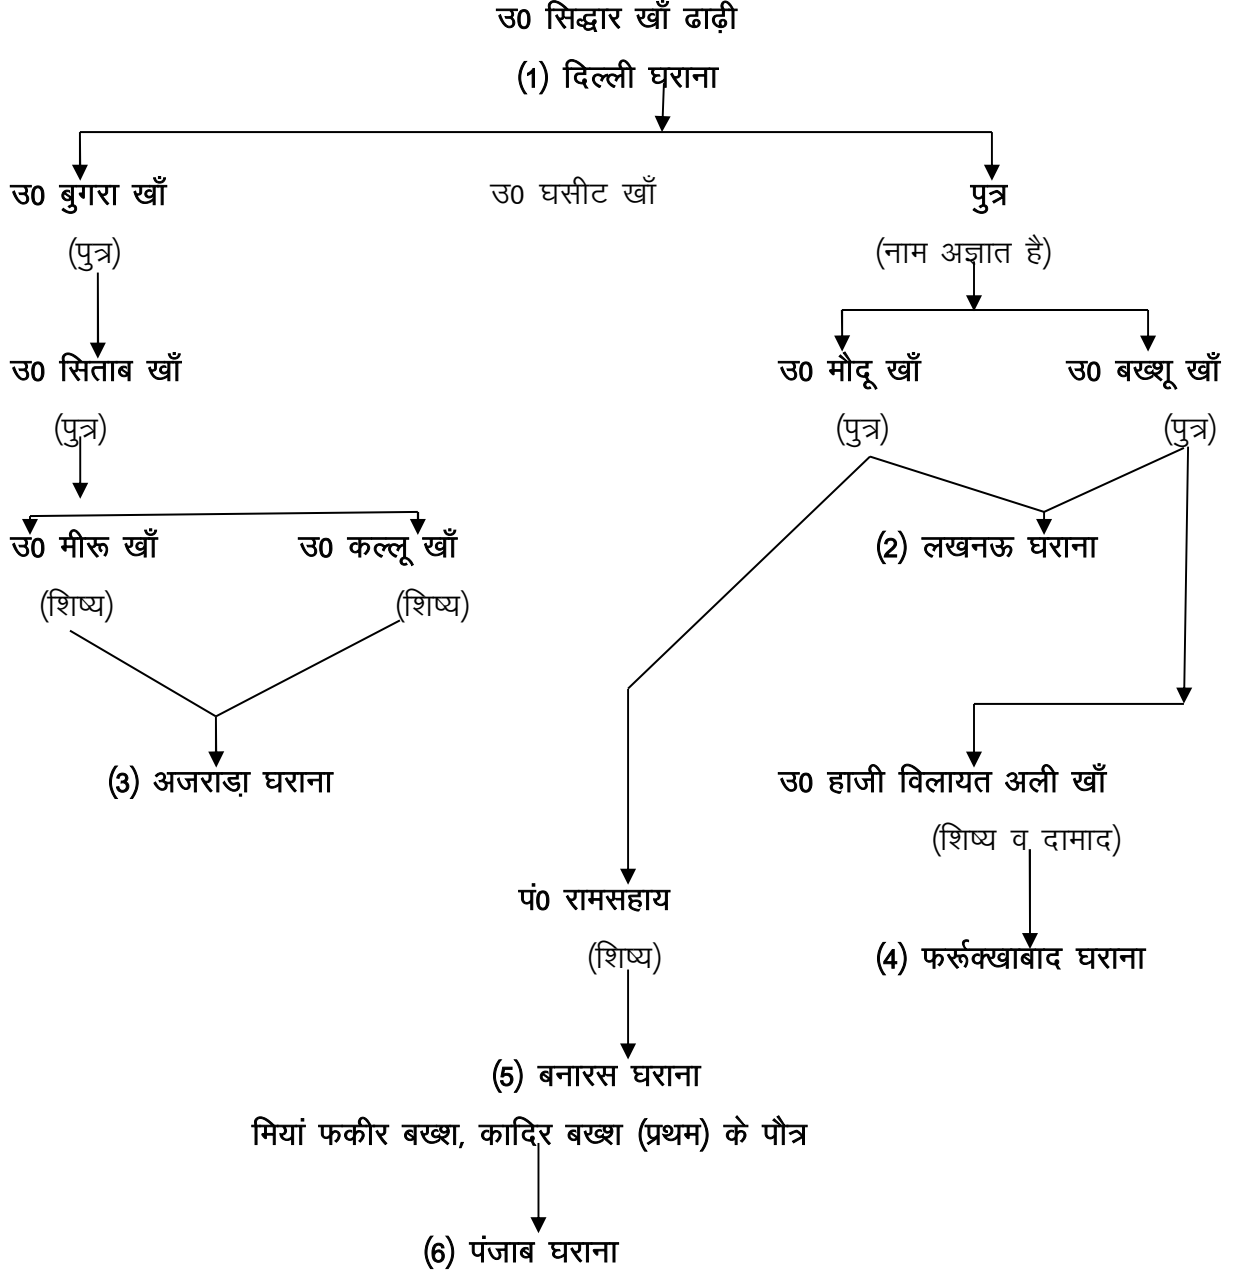 उ0 सिद्धार खाँ ढाढ़ी
(1) दिल्ली घराना
उ0 बुगरा खाँ उ0 घसीट खाँ पुत्र
(पुत्र) (नाम अज्ञात है)
उ0 सिताब खाँ उ0 मौदू खाँ उ0 बख्शू खाँ
(पुत्र) (पुत्र) (पुत्र)
उ0 मीरू खाँ उ0 कल्लू खाँ (2) लखनऊ घराना
(शिष्य) (शिष्य)
(3) अजराड़ा घराना उ0 हाजी विलायत अली खाँ
(शिष्य व दामाद)
पं0 रामसहाय
(शिष्य) (4) फर्रूक्खाबाद घराना
(5) बनारस घराना
मियां फकीर बख्श, कादिर बख्श (प्रथम) के पौत्र
(6) पंजाब घराना